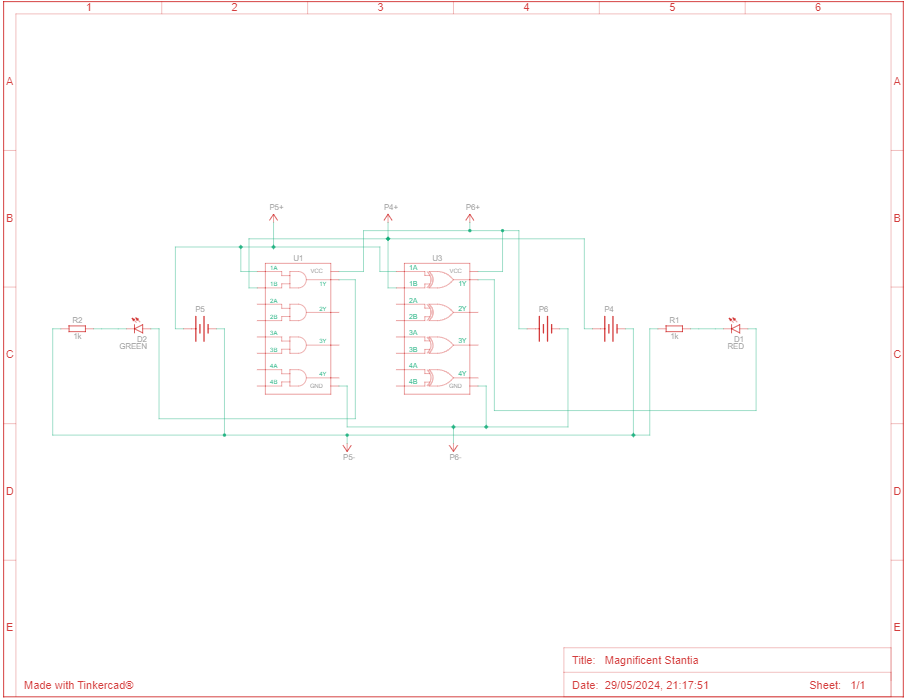 1 2 3 4 5 6
A A
B B
P5+ P4+ P6+
U1 U3
1A VCC 1A VCC
1B 1Y 1B 1Y
2A 2A
2B 2Y 2B 2Y
3A 3A
3B 3Y 3B 3Y
4A 4A
4B 4Y 4B 4Y
GND GND
R2 P5 P6 P4 R1
1k D2 1k D1
GREEN RED
C C
P5- P6-
D D
E E
Title: Magnificent Stantia
Made with Tinkercad® Date: 29/05/2024, 21:17:51 Sheet: 1/1